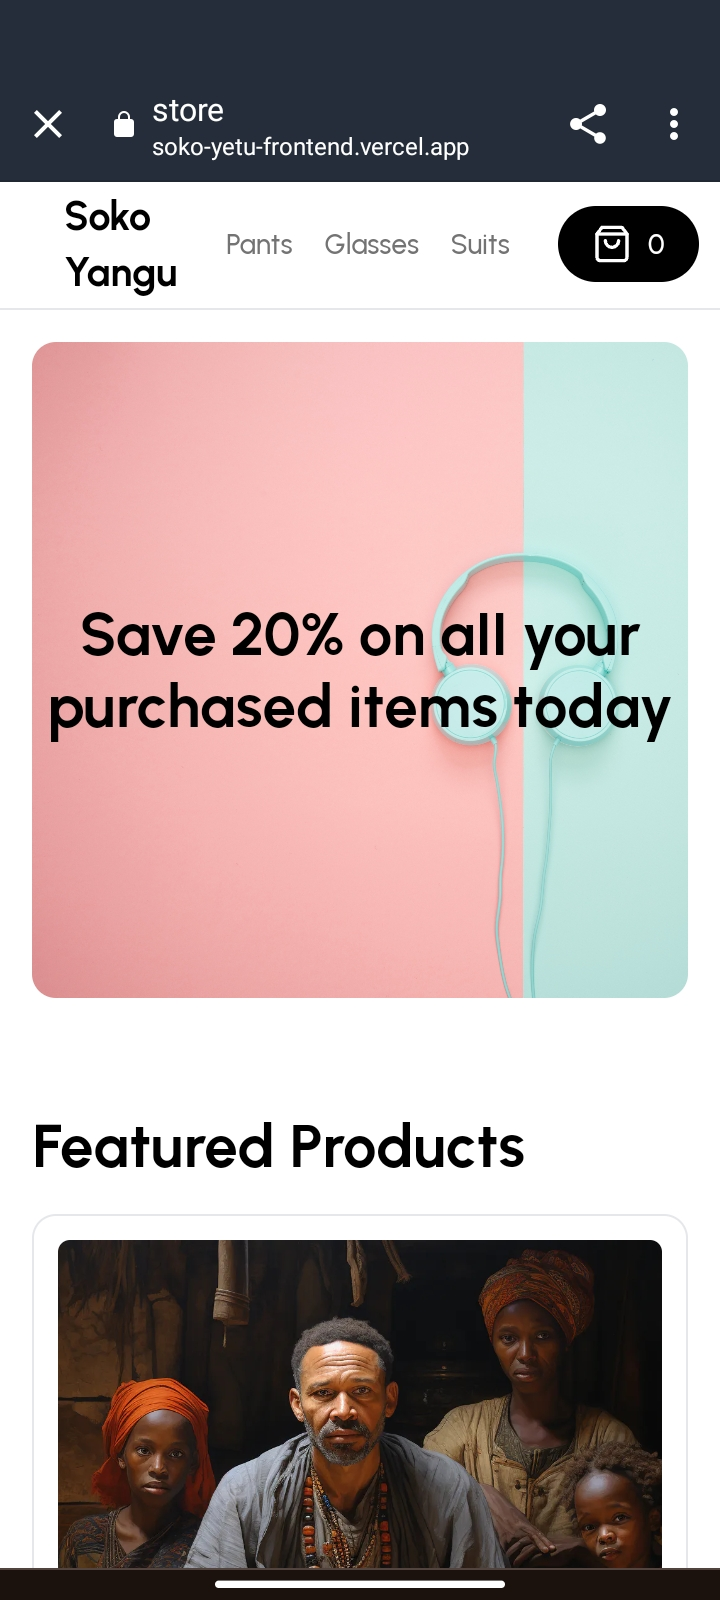 store
soko-yetu-frontend.vercel.app
Soko
Yangu
Pants
Glasses
Suits
0
Save 20% on all your
purchased items today
Featured Products